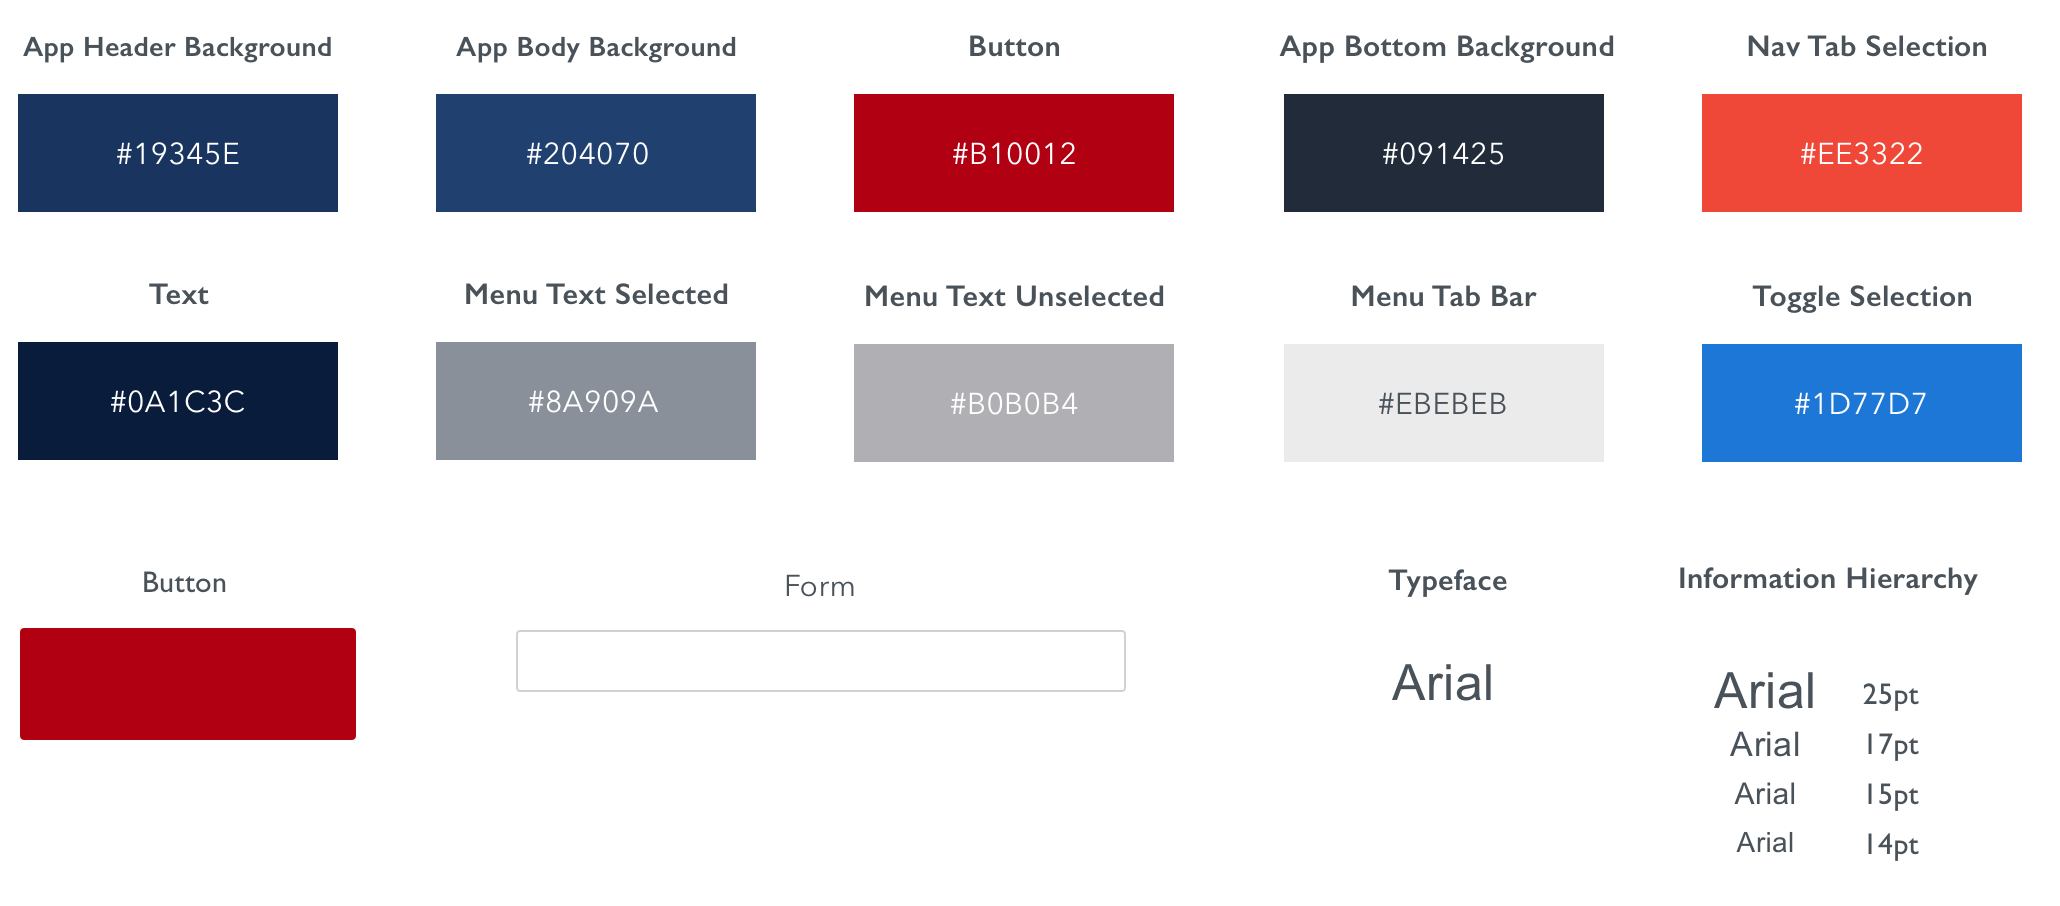 App Header Background
App Body Background
Button
App Bottom Background
Nav Tab Selection
#19345E
#204070
#B10012
#091425
#EE3322
Text
Menu Text Selected
Menu Text Unselected
Menu Tab Bar
Toggle Selection
#0A1C3C
#8A909A
#B0B0B4
#EBEBEB
#1D77D7
Button
Form
Typeface
Information Hierarchy
Arial
Arial 25pt
Arial 17pt
Arial 15pt
Arial 14pt